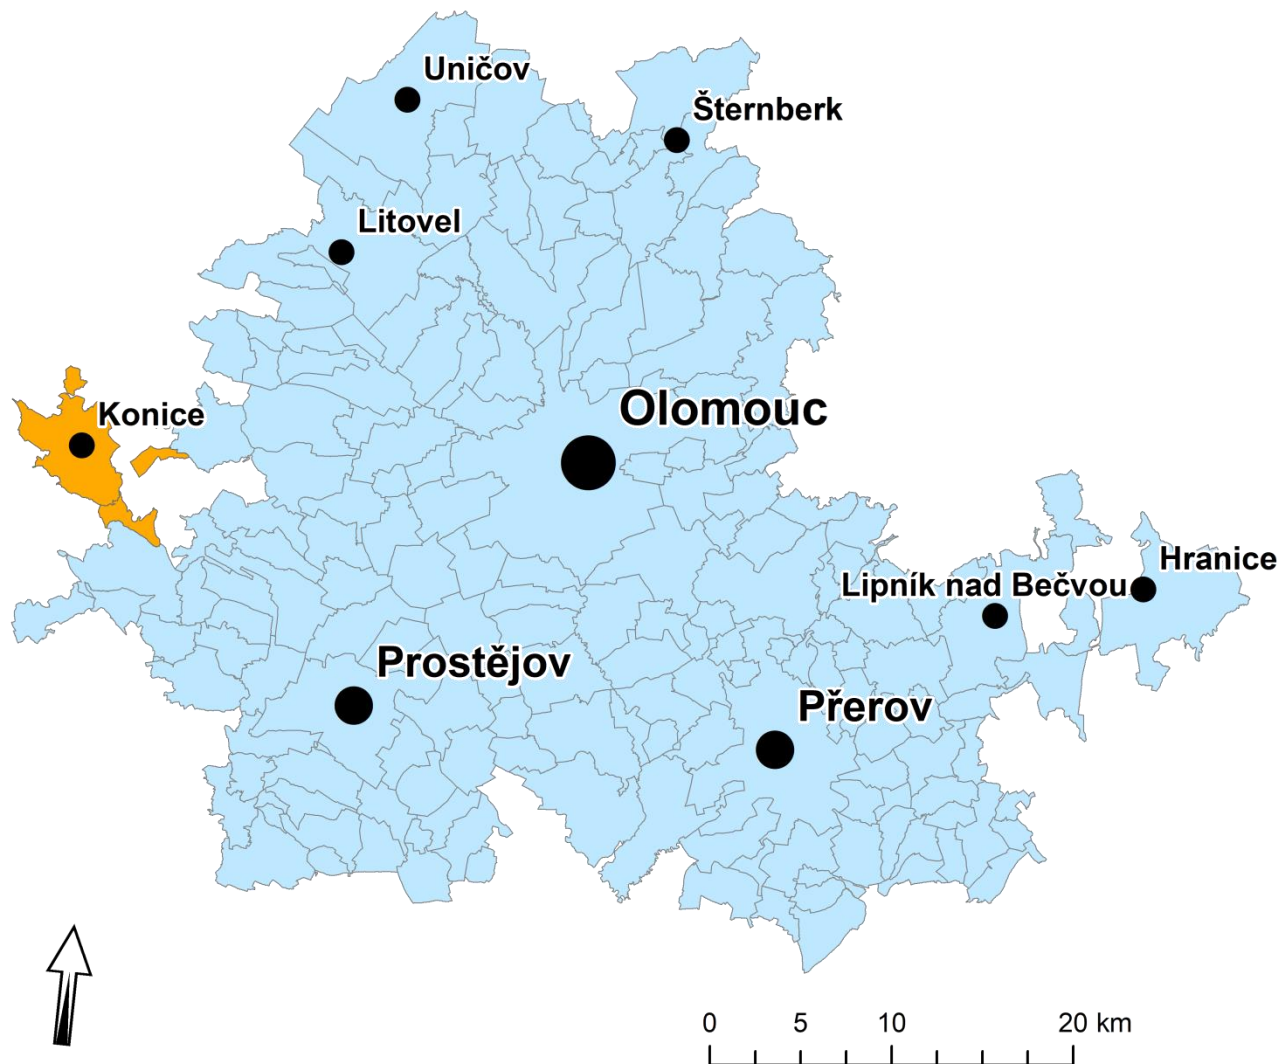 Uničov
Šternberk
Litovel
Konice
Olomouc
Hranice
Lipník nad Bečvou
Prostějov
Přerov
0 5 10 20 km